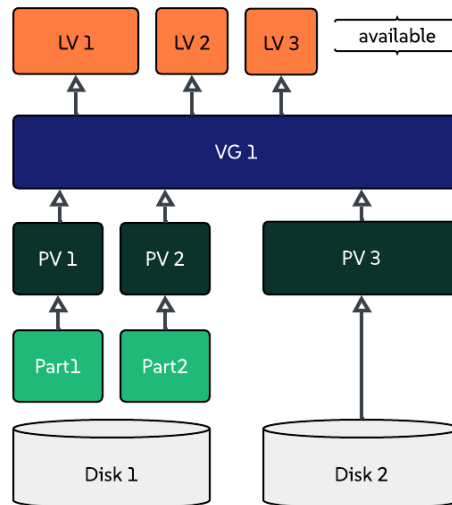 LV 1
LV 2
LV 3
available
VG 1
PV 1
PV 2
PV 3
Part1
Part2
Disk 1
Disk 2